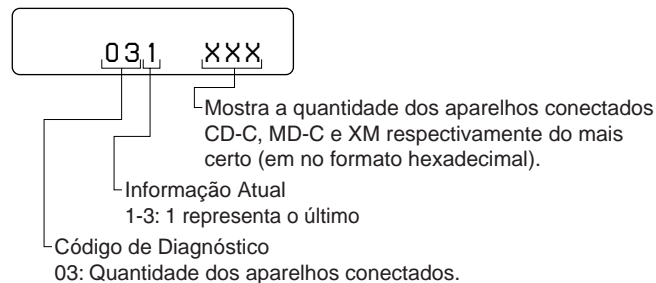 031 XXX
Mostra a quantidade dos aparelhos conectados
CD-C, MD-C e XM respectivamente do mais
certo (em no formato hexadecimal).
Informação Atual
1-3: 1 representa o último
Código de Diagnóstico
03: Quantidade dos aparelhos conectados.